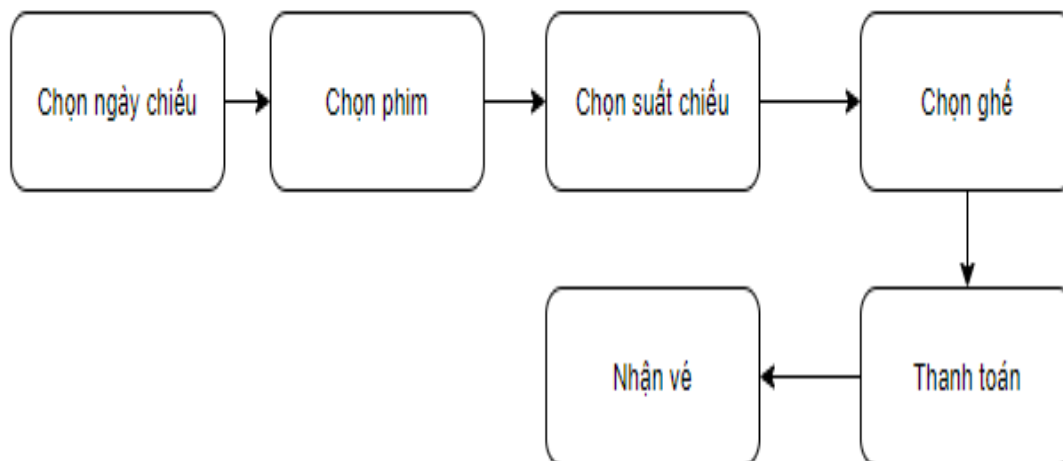 Chọn ngày chiếu
Chọn phim
Chọn suất chiếu
Chọn ghế
Thanh toán
Nhận vé